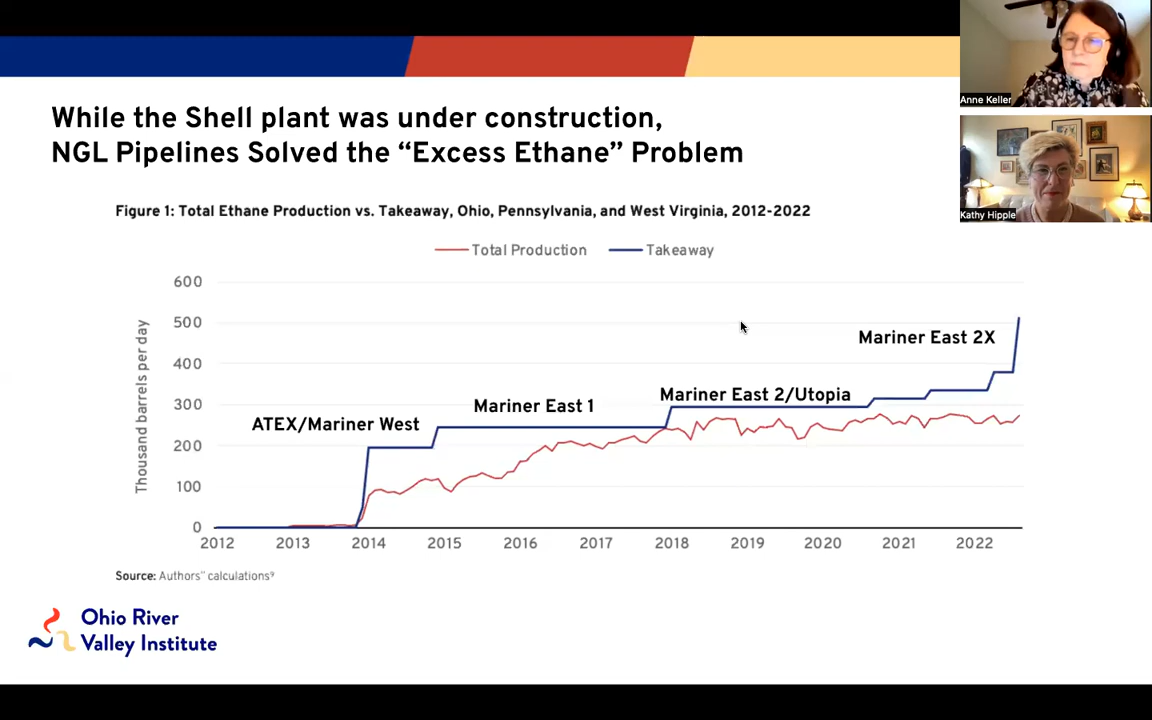 While the Shell plant was under construction,
NGL Pipelines Solved the “Excess Ethane” Problem
Anne Keller
Kathy Hipple
Figure 1: Total Ethane Production vs. Takeaway, Ohio, Pennsylvania, and West Virginia, 2012-2022
Total Production
Takeaway
Thousand barrels per day
600
500
400
300
200
100
0
ATEX/Mariner West
Mariner East 1
Mariner East 2/Utopia
Mariner East 2X
2012 2013 2014 2015 2016 2017 2018 2019 2020 2021 2022
Source: Authors” calculations⁹
Ohio River
Valley Institute